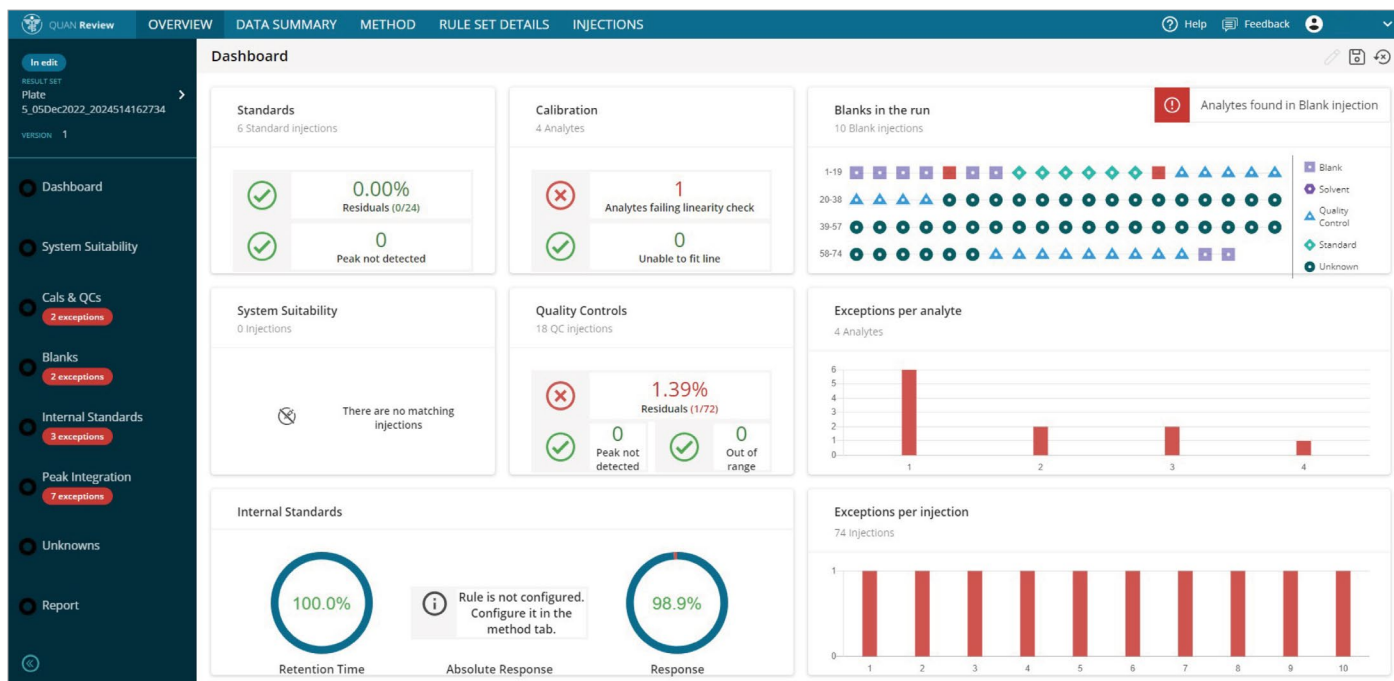 QUAN Review
OVERVIEW
DATA SUMMARY
METHOD
RULE SET DETAILS
INJECTIONS
Help
Feedback
In edit
RESULT SET
Plate
5_05Dec2022_2024514162734
VERSION 1
Dashboard
System Suitability
Cals & QCs
2 exceptions
Blanks
2 exceptions
Internal Standards
3 exceptions
Peak Integration
7 exceptions
Unknowns
Report
Dashboard
Standards
6 Standard injections
0.00%
Residuals (0/24)
0
Peak not detected
Calibration
4 Analytes
1
Analytes failing linearity check
0
Unable to fit line
Blanks in the run
10 Blank injections
Analytes found in Blank injection
1-19
20-38
39-57
58-74
Blank
Solvent
Quality
Control
Standard
Unknown
System Suitability
0 Injections
There are no matching
injections
Quality Controls
18 QC injections
1.39%
Residuals (1/72)
0
Peak not
detected
0
Out of
range
Exceptions per analyte
4 Analytes
6
5
4
3
2
1
0
1 2 3 4
Internal Standards
100.0%
Retention Time
Rule is not configured.
Configure it in the
method tab.
Absolute Response
98.9%
Response
Exceptions per injection
74 Injections
1
0
1 2 3 4 5 6 7 8 9 10